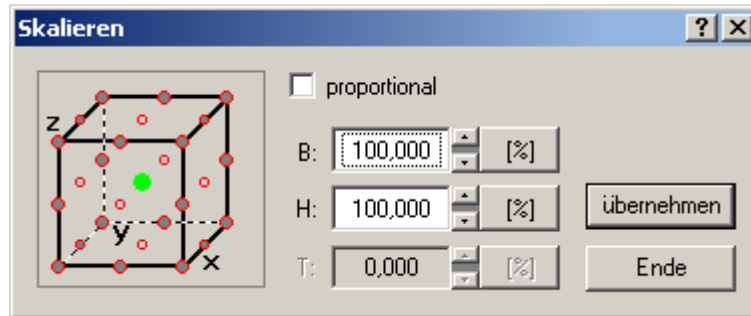 Skalieren
z
y
x
proportional
B: 100,000 [%]
H: 100,000 [%]
T: 0,000 [%]
übernehmen
Ende